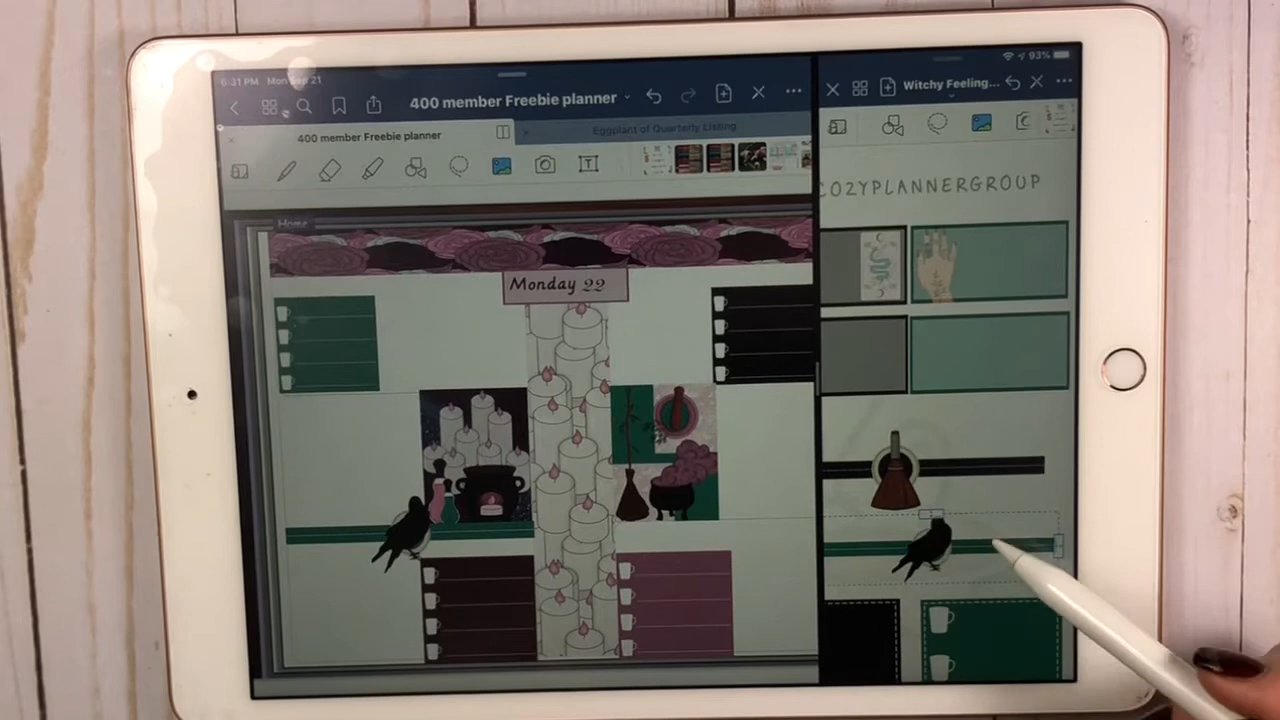 6:31 PM Mon Sep 21
93%
400 member Freebie planner
Witchy Feeling...
400 member Freebie planner
Eggplant of Quarterly Listing
T
COZYPLANNERGROUP
Home
Monday 22